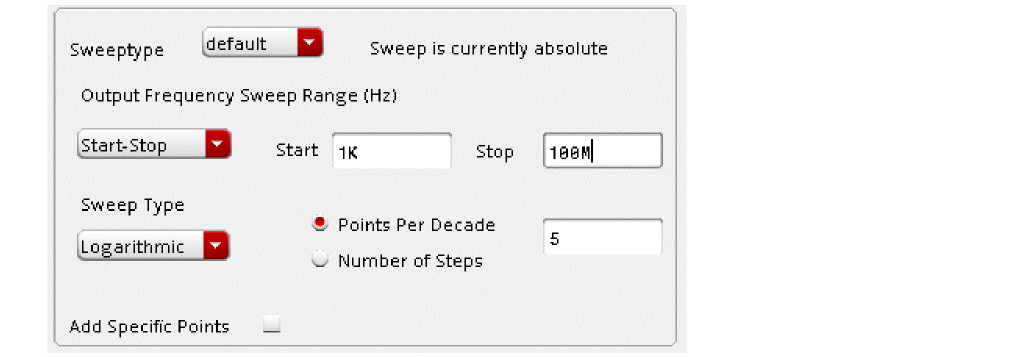 Sweeptype default Sweep is currently absolute
Output Frequency Sweep Range (Hz)
Start-Stop Start 1K Stop 100M
Sweep Type
Points Per Decade
Logarithmic 5
Number of Steps
Add Specific Points